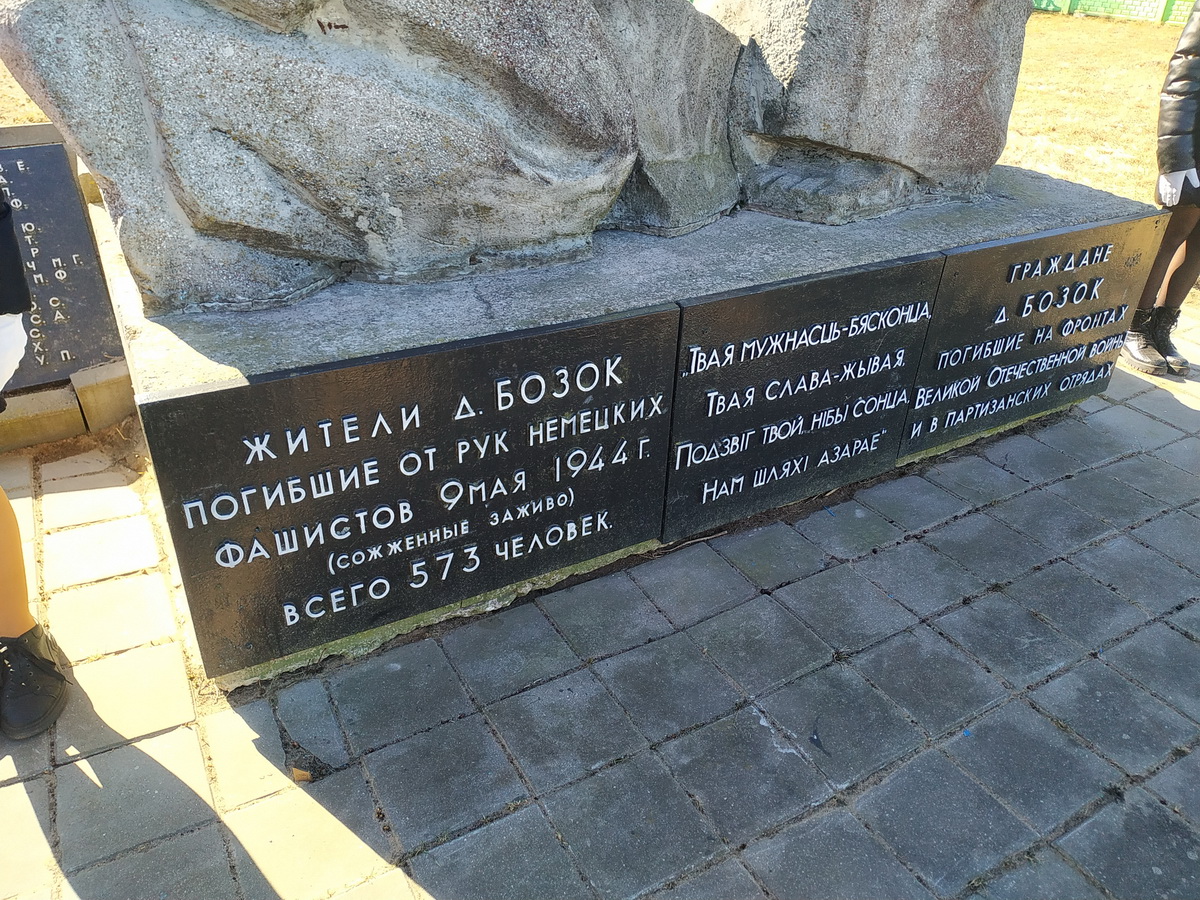 ЖИТЕЛИ Д. БОЗОК
ПОГИБШИЕ ОТ РУК НЕМЕЦКИХ
ФАШИСТОВ 9 МАЯ 1944 Г.
(СОЖЖЕННЫЕ ЗАЖИВО)
ВСЕГО 573 ЧЕЛОВЕК.
„ТВАЯ МУЖНАСЦЬ-БЯСКОНЦА,
ТВАЯ СЛАВА-ЖЫВАЯ.
ПОДЗВІГ ТВОЙ НІБЫ СОНЦА
НАМ ШЛЯХІ АЗАРАЕ"
ГРАЖДАНЕ
Д БОЗОК
ПОГИБШИЕ НА ФРОНТАХ
ВЕЛИКОЙ ОТЕЧЕСТВЕННОЙ ВОЙНЫ
И В ПАРТИЗАНСКИХ ОТРЯДАХ